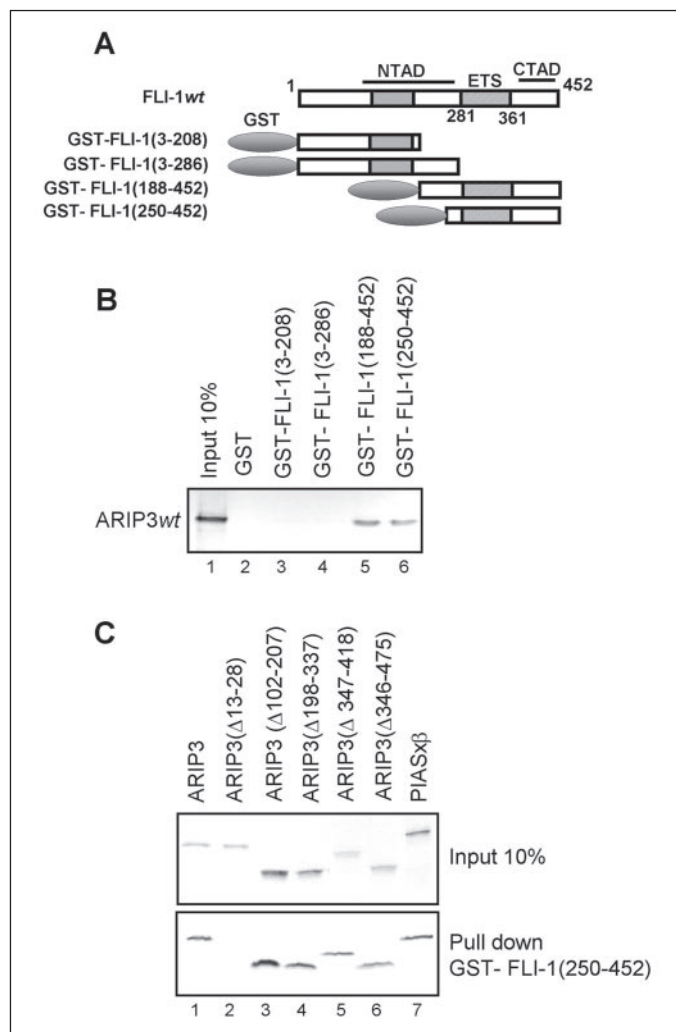 A
NTAD
ETS
CTAD
1
452
FLI-1wt
281
361
GST
GST-FLI-1(3-208)
GST- FLI-1(3-286)
GST- FLI-1(188-452)
GST- FLI-1(250-452)
B
Input 10%
GST
GST-FLI-1(3-208)
GST- FLI-1(3-286)
GST- FLI-1(188-452)
GST- FLI-1(250-452)
ARIP3wt
1 2 3 4 5 6
C
ARIP3
ARIP3(Δ13-28)
ARIP3 (Δ102-207)
ARIP3(Δ198-337)
ARIP3(Δ 347-418)
ARIP3(Δ346-475)
PIASxβ
Input 10%
Pull down
GST- FLI-1(250-452)
1 2 3 4 5 6 7